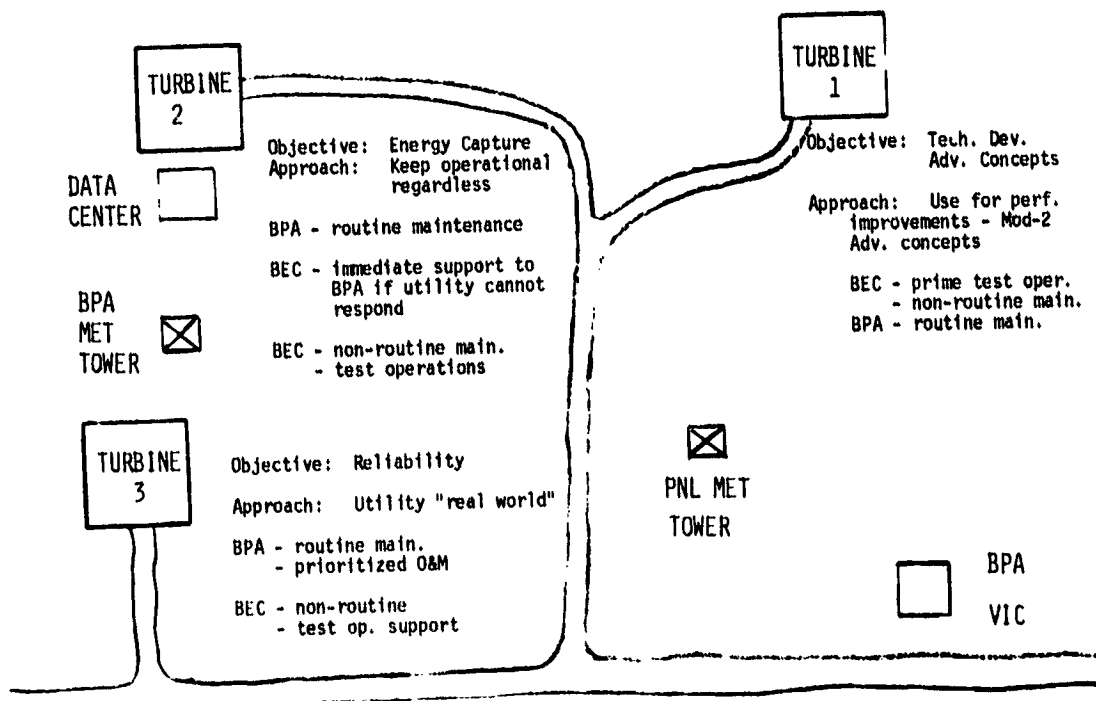 TURBINE
2
Objective: Energy Capture
Approach: Keep operational
regardless
BPA - routine maintenance
BEC - immediate support to
BPA if utility cannot
respond
BEC - non-routine main.
- test operations
DATA
CENTER
BPA
MET
TOWER
TURBINE
1
Objective: Tech. Dev.
Adv. Concepts
Approach: Use for perf.
improvements - Mod-2
Adv. concepts
BEC - prime test oper.
- non-routine main.
BPA - routine main.
TURBINE
3
Objective: Reliability
Approach: Utility "real world"
BPA - routine main.
- prioritized O&M
BEC - non-routine
- test op. support
PNL MET
TOWER
BPA
VIC